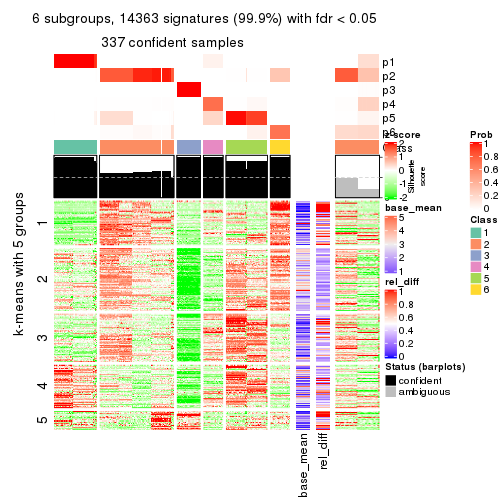 6 subgroups, 14363 signatures (99.9%) with fdr < 0.05
337 confident samples
p1
p2
p3
p4
p5
p6
Class
z-score
2
1
0
-1
-2
Silhouette
score
Prob
1
0.8
0.6
0.4
0.2
0
base_mean
5
4
3
2
1
Class
1
2
3
4
5
6
rel_diff
1
0.8
0.6
0.4
0.2
0
Status (barplots)
confident
ambiguous
k-means with 5 groups
1
2
3
4
5
base_mean
rel_diff